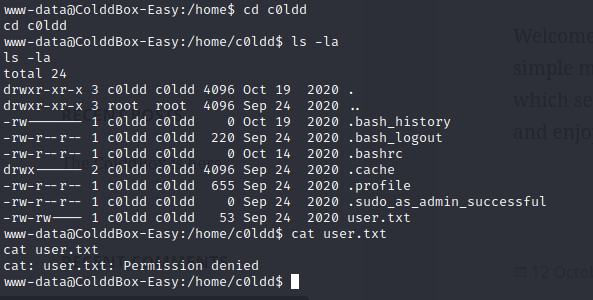 www-data@ColddBox-Easy:/home$ cd c0ldd
cd c0ldd
www-data@ColddBox-Easy:/home/c0ldd$ ls -la
ls -la
total 24
drwxr-xr-x 3 c0ldd c0ldd 4096 Oct 19  2020 .
drwxr-xr-x 3 root  root  4096 Sep 24  2020 ..
-rw------- 1 c0ldd c0ldd    0 Oct 19  2020 .bash_history
-rw-r--r-- 1 c0ldd c0ldd  220 Sep 24  2020 .bash_logout
-rw-r--r-- 1 c0ldd c0ldd    0 Oct 14  2020 .bashrc
drwx------ 2 c0ldd c0ldd 4096 Sep 24  2020 .cache
-rw-r--r-- 1 c0ldd c0ldd  655 Sep 24  2020 .profile
-rw-r--r-- 1 c0ldd c0ldd    0 Sep 24  2020 .sudo_as_admin_successful
-rw-rw---- 1 c0ldd c0ldd   53 Sep 24  2020 user.txt
www-data@ColddBox-Easy:/home/c0ldd$ cat user.txt
cat user.txt
cat: user.txt: Permission denied
www-data@ColddBox-Easy:/home/c0ldd$
Welcome
simple m
which se
and enjo
12 Octo